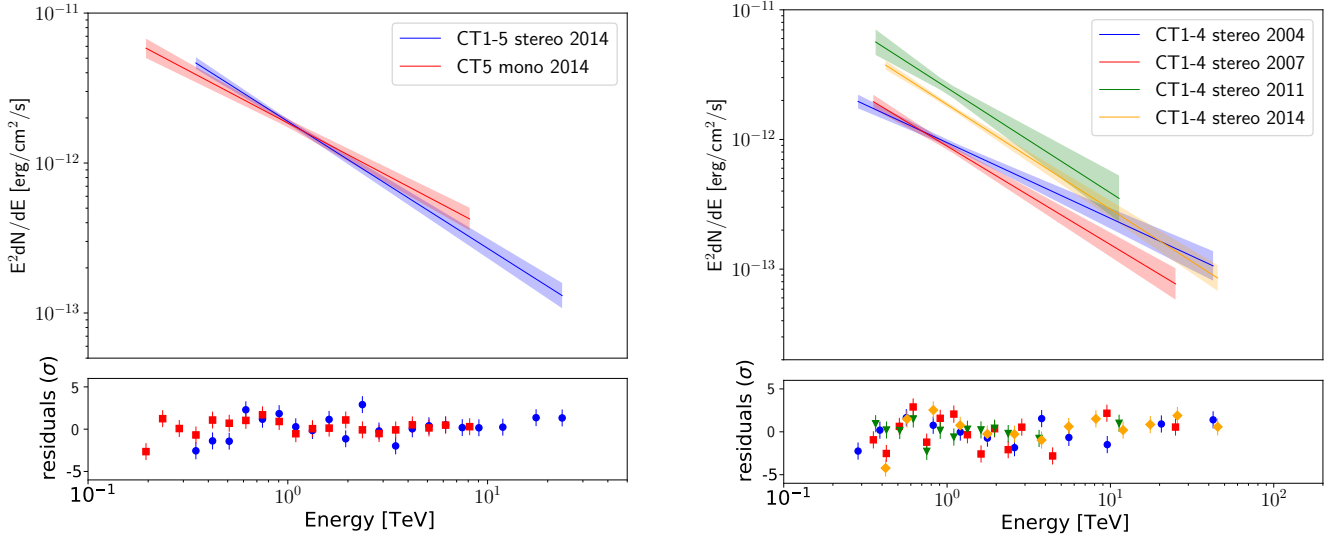 10⁻¹¹
CT1-5 stereo 2014
CT5 mono 2014
10⁻¹²
E²dN/dE [erg/cm²/s]
10⁻¹³
5
0
−5
residuals (σ)
10⁻¹
10⁰
10¹
Energy [TeV]
10⁻¹¹
CT1-4 stereo 2004
CT1-4 stereo 2007
CT1-4 stereo 2011
CT1-4 stereo 2014
10⁻¹²
E²dN/dE [erg/cm²/s]
10⁻¹³
5
0
−5
residuals (σ)
10⁻¹
10⁰
10¹
10²
Energy [TeV]